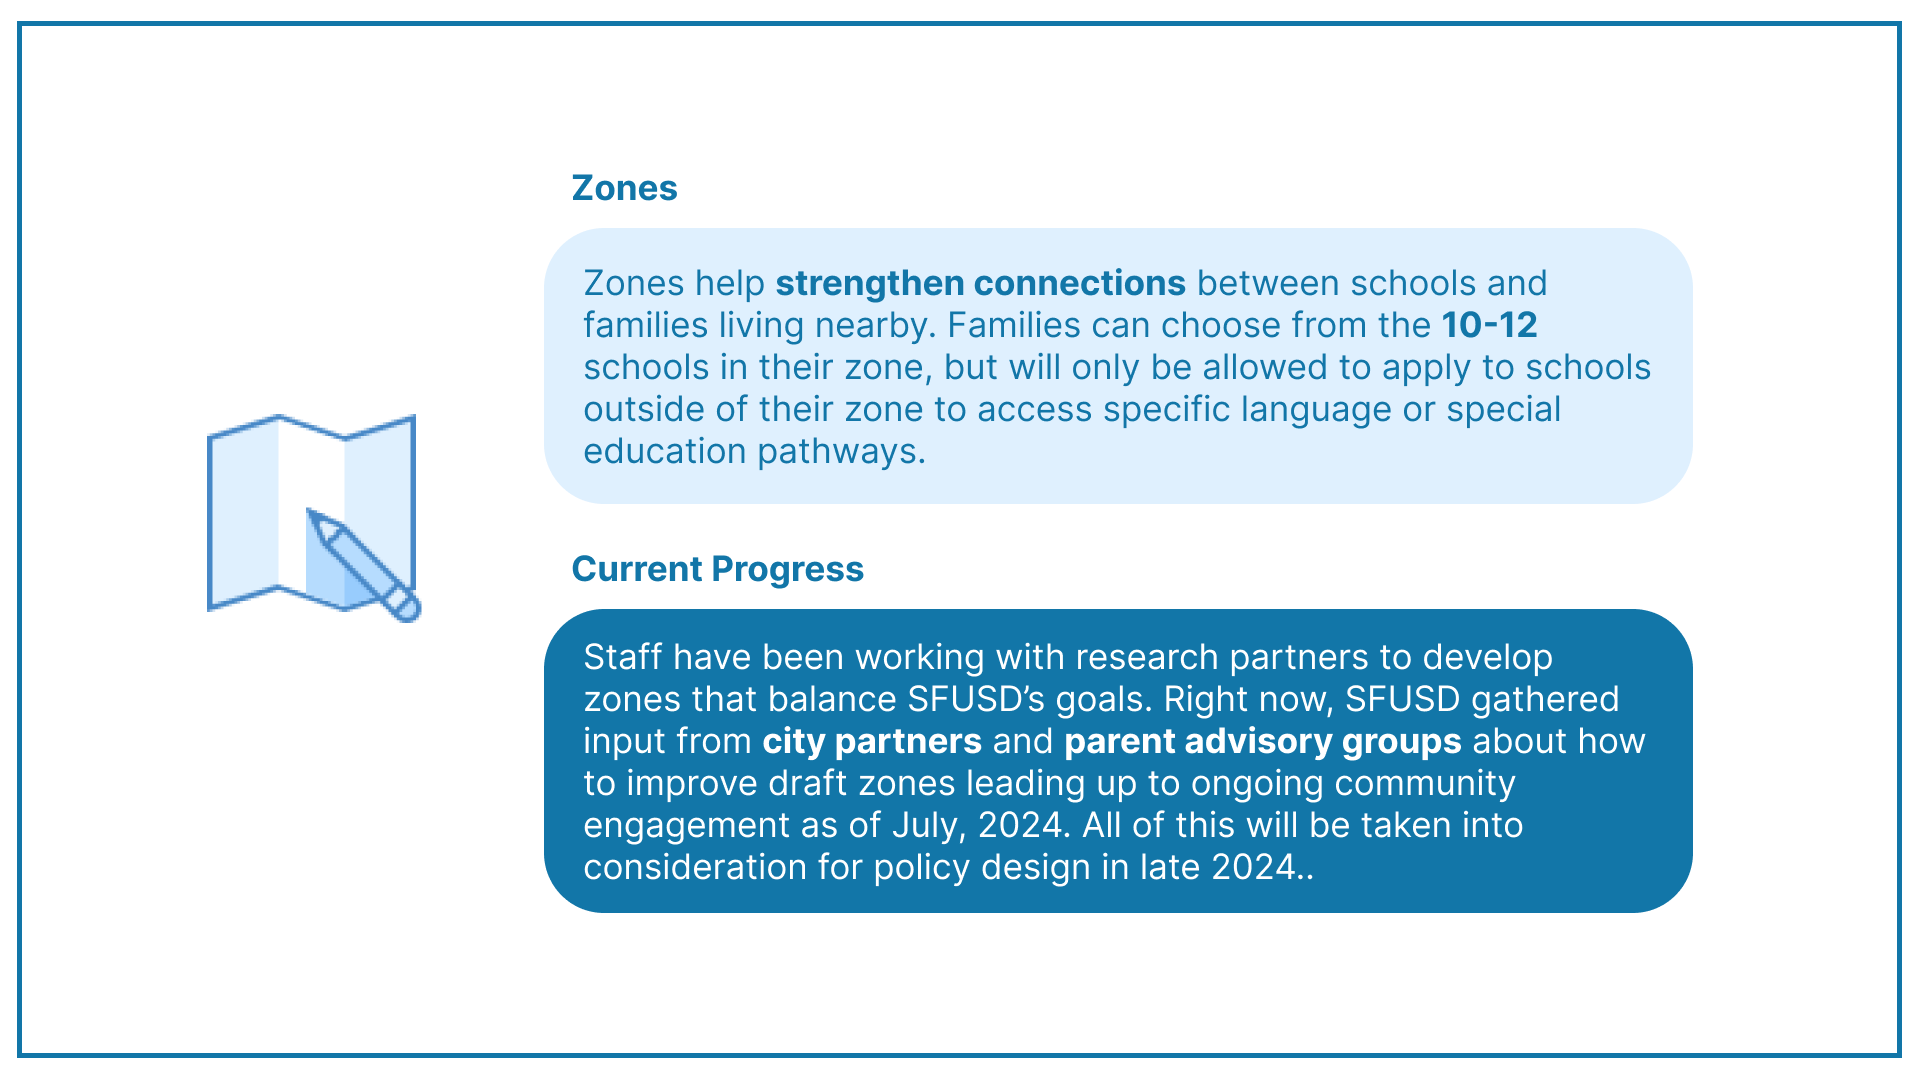 Zones
Zones help strengthen connections between schools and
families living nearby. Families can choose from the 10-12
schools in their zone, but will only be allowed to apply to schools
outside of their zone to access specific language or special
education pathways.
Current Progress
Staff have been working with research partners to develop
zones that balance SFUSD’s goals. Right now, SFUSD gathered
input from city partners and parent advisory groups about how
to improve draft zones leading up to ongoing community
engagement as of July, 2024. All of this will be taken into
consideration for policy design in late 2024..